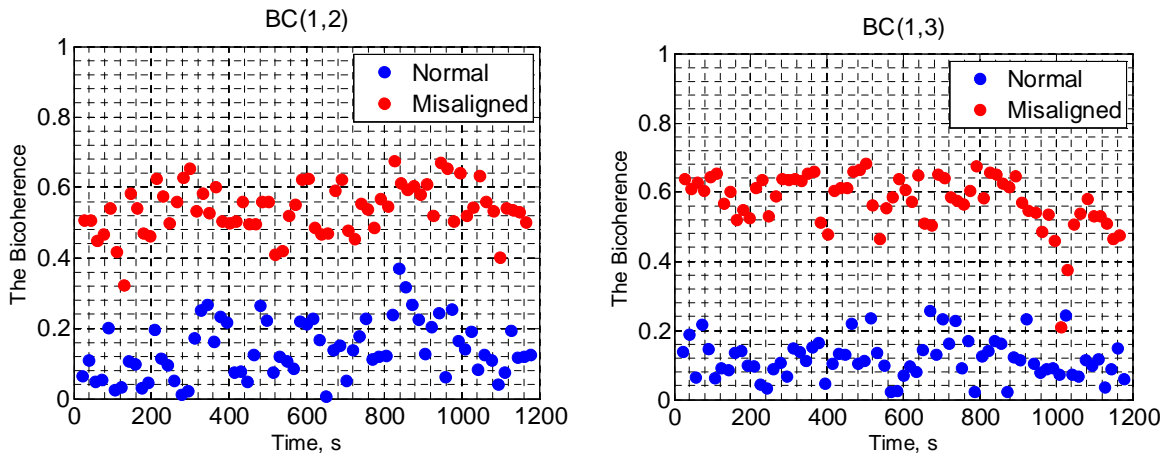 BC(1,2)
The Bicoherence
1
0.8
0.6
0.4
0.2
0
0 200 400 600 800 1000 1200
Time, s
Normal
Misaligned
BC(1,3)
The Bicoherence
1
0.8
0.6
0.4
0.2
0
0 200 400 600 800 1000 1200
Time, s
Normal
Misaligned